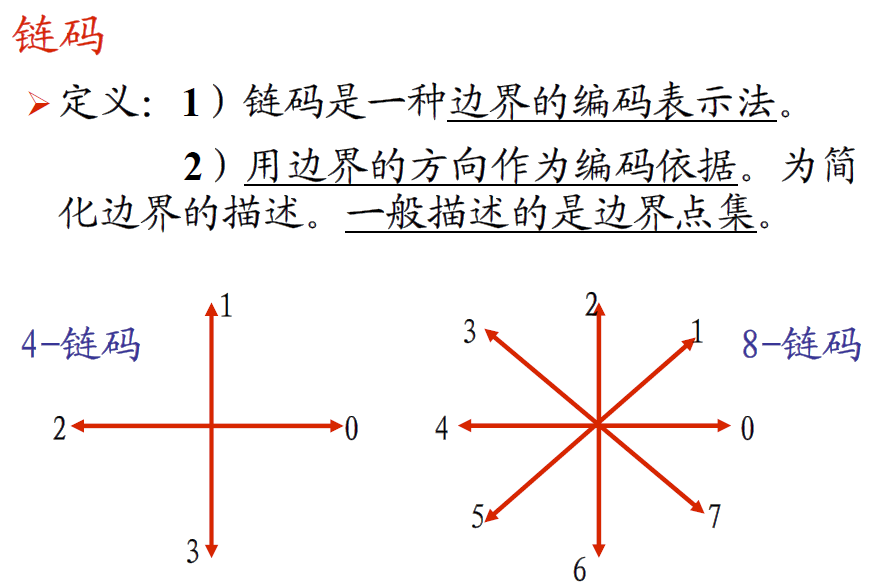 链码
定义：1）链码是一种边界的编码表示法。
2）用边界的方向作为编码依据。为简
化边界的描述。一般描述的是边界点集。
4-链码
1
2
0
3
8-链码
2
3
1
4
0
5
7
6